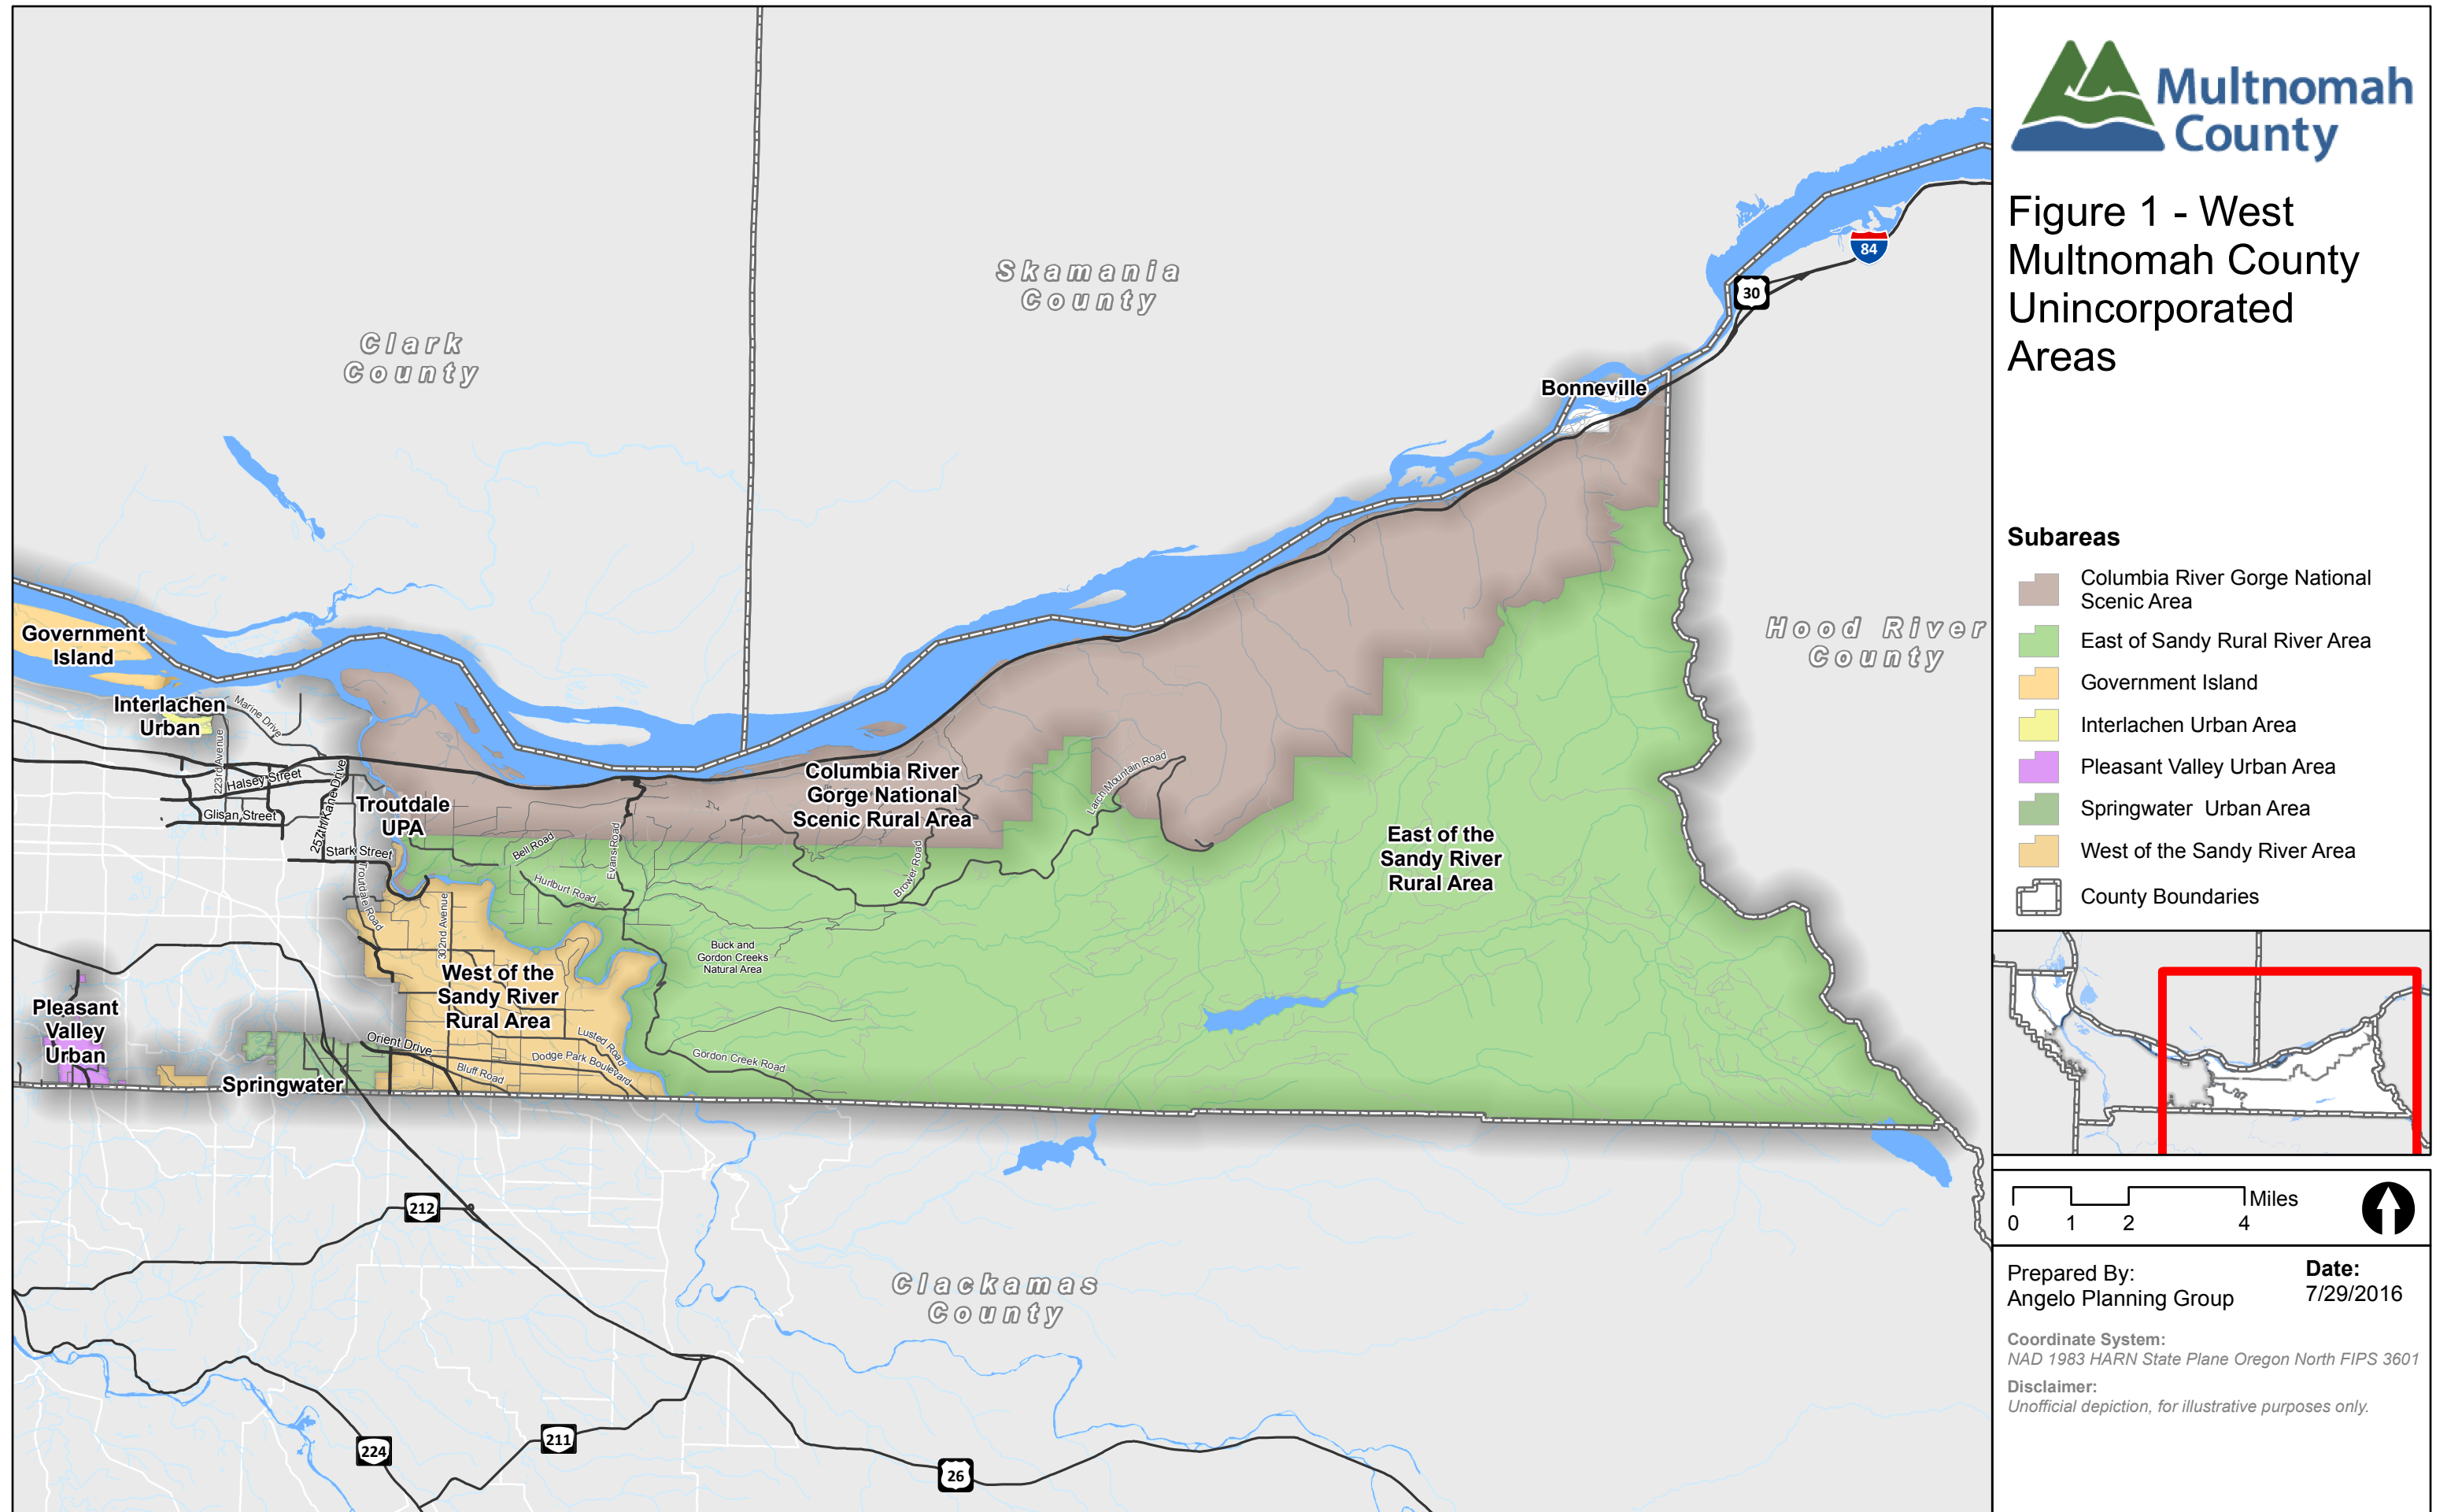 Multnomah
County
Figure 1 - West
Multnomah County
Unincorporated
Areas
Subareas
Columbia River Gorge National
Scenic Area
East of Sandy Rural River Area
Government Island
Interlachen Urban Area
Pleasant Valley Urban Area
Springwater Urban Area
West of the Sandy River Area
County Boundaries
0 1 2 4 Miles
Prepared By:
Angelo Planning Group
Date:
7/29/2016
Coordinate System:
NAD 1983 HARN State Plane Oregon North FIPS 3601
Disclaimer:
Unofficial depiction, for illustrative purposes only.
Skamania
County
Clark
County
84
30
Bonneville
Hood River
County
Government
Island
Interlachen
Urban
Marine Drive
223rd Avenue
Halsey Street
Glisan Street
257th/Kane Drive
Stark Street
Troutdale Road
Troutdale
UPA
Columbia River
Gorge National
Scenic Rural Area
Larch Mountain Road
Bell Road
Evans Road
Hurlburt Road
Brower Road
East of the
Sandy River
Rural Area
302nd Avenue
Buck and
Gordon Creeks
Natural Area
West of the
Sandy River
Rural Area
Pleasant
Valley
Urban
Springwater
Orient Drive
Bluff Road
Lusted Road
Dodge Park Boulevard
Gordon Creek Road
212
Clackamas
County
224
211
26